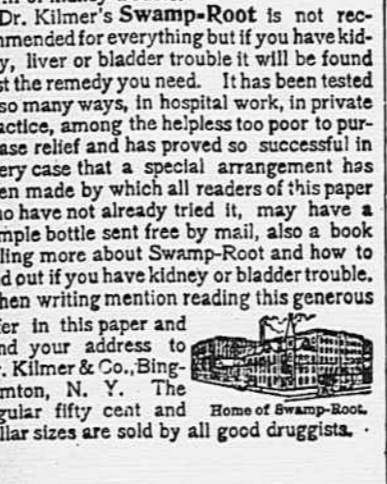 Dr. Kilmer's Swamp-Root is not rec-
mmended for everything but if you have kid-
y, liver or bladder trouble it will be found
st the remedy you need. It has been tested
so many ways, in hospital work, in private
actice, among the helpless too poor to pur-
ase relief and has proved so successful in
ery case that a special arrangement has
en made by which all readers of this paper
ho have not already tried it, may have a
mple bottle sent free by mail, also a book
lling more about Swamp-Root and how to
d out if you have kidney or bladder trouble.
hen writing mention reading this generous
fer in this paper and
nd your address to
r. Kilmer & Co., Bing-
amton, N. Y. The
gular fifty cent and
llar sizes are sold by all good druggists.
Home of Swamp-Root.